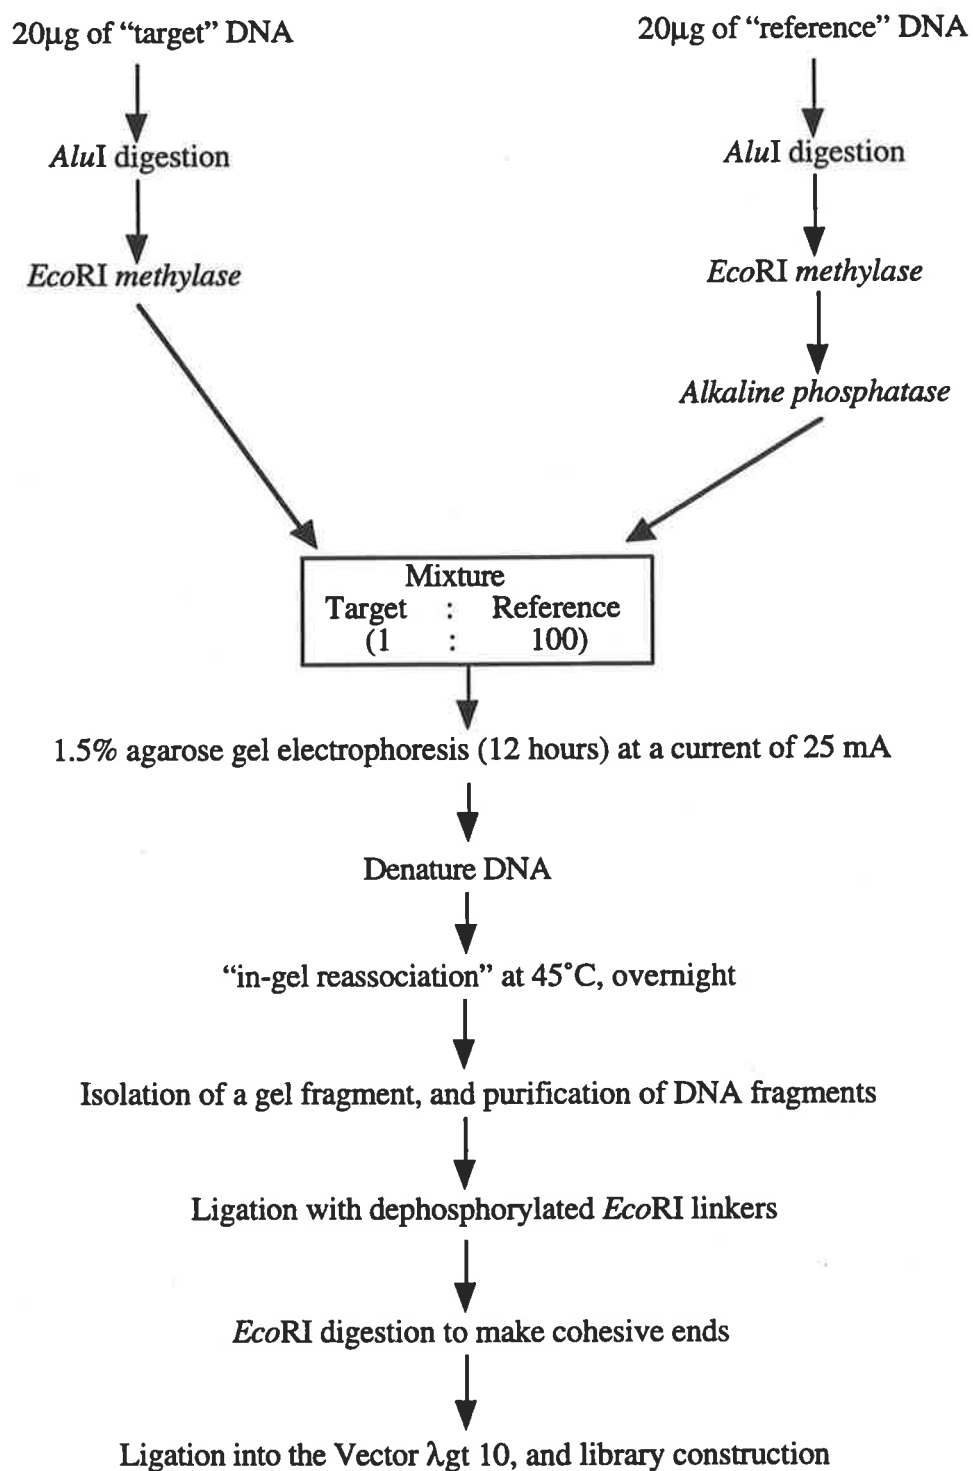 20µg of “target” DNA
20µg of “reference” DNA
AluI digestion
AluI digestion
EcoRI methylase
EcoRI methylase
Alkaline phosphatase
Mixture
Target : Reference
(1 : 100)
1.5% agarose gel electrophoresis (12 hours) at a current of 25 mA
Denature DNA
“in-gel reassociation” at 45°C, overnight
Isolation of a gel fragment, and purification of DNA fragments
Ligation with dephosphorylated EcoRI linkers
EcoRI digestion to make cohesive ends
Ligation into the Vector λgt 10, and library construction